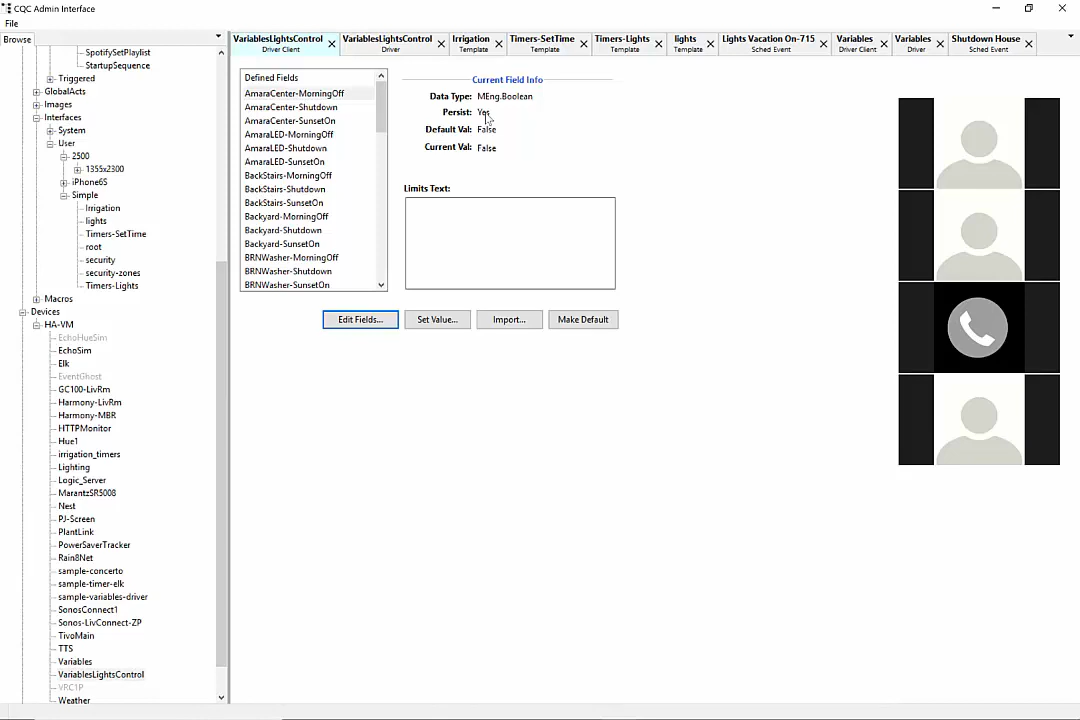 CQC Admin Interface
File
Browse
SpotifySetPlaylist
StartupSequence
Triggered
GlobalActs
Images
Interfaces
System
User
2500
1355x2300
iPhone6S
Simple
Irrigation
lights
Timers-SetTime
root
security
security-zones
Timers-Lights
Macros
Devices
HA-VM
EchoHueSim
EchoSim
Elk
EventGhost
GC100-LivRm
Harmony-LivRm
Harmony-MBR
HTTPMonitor
Hue1
irrigation_timers
Lighting
Logic_Server
MarantzSR5008
Nest
PJ-Screen
PlantLink
PowerSaverTracker
Rain8Net
sample-concerto
sample-timer-elk
sample-variables-driver
SonosConnect1
Sonos-LivConnect-ZP
TivoMain
TTS
Variables
VariablesLightsControl
VRC1P
Weather
VariablesLightsControl
Driver Client
VariablesLightsControl
Driver
Irrigation
Template
Timers-SetTime
Template
Timers-Lights
Template
lights
Template
Lights Vacation On-715
Sched Event
Variables
Driver Client
Variables
Driver
Shutdown House
Sched Event
Defined Fields
AmaraCenter-MorningOff
AmaraCenter-Shutdown
AmaraCenter-SunsetOn
AmaraLED-MorningOff
AmaraLED-Shutdown
AmaraLED-SunsetOn
BackStairs-MorningOff
BackStairs-Shutdown
BackStairs-SunsetOn
Backyard-MorningOff
Backyard-Shutdown
Backyard-SunsetOn
BRNWasher-MorningOff
BRNWasher-Shutdown
BRNWasher-SunsetOn
Current Field Info
Data Type: MEng.Boolean
Persist: Yes
Default Val: False
Current Val: False
Limits Text:
Edit Fields...
Set Value...
Import...
Make Default